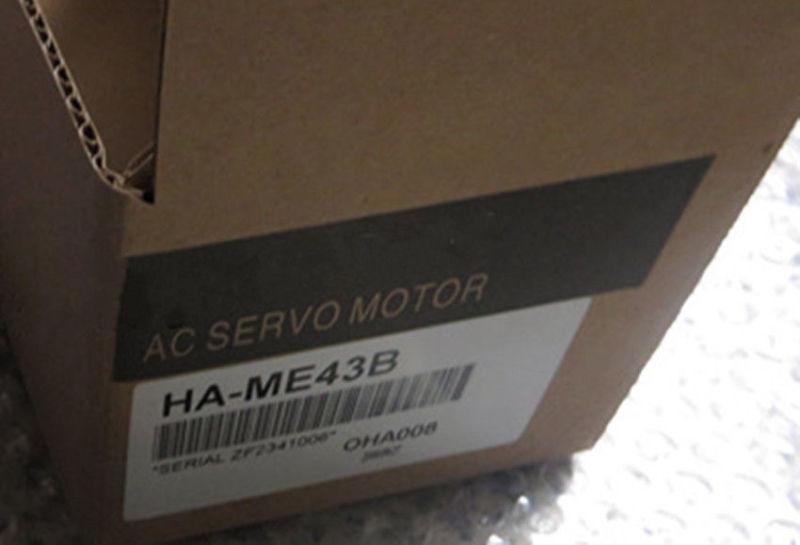 AC SERVO MOTOR
HA-ME43B
"SERIAL ZF2341006" OHA008